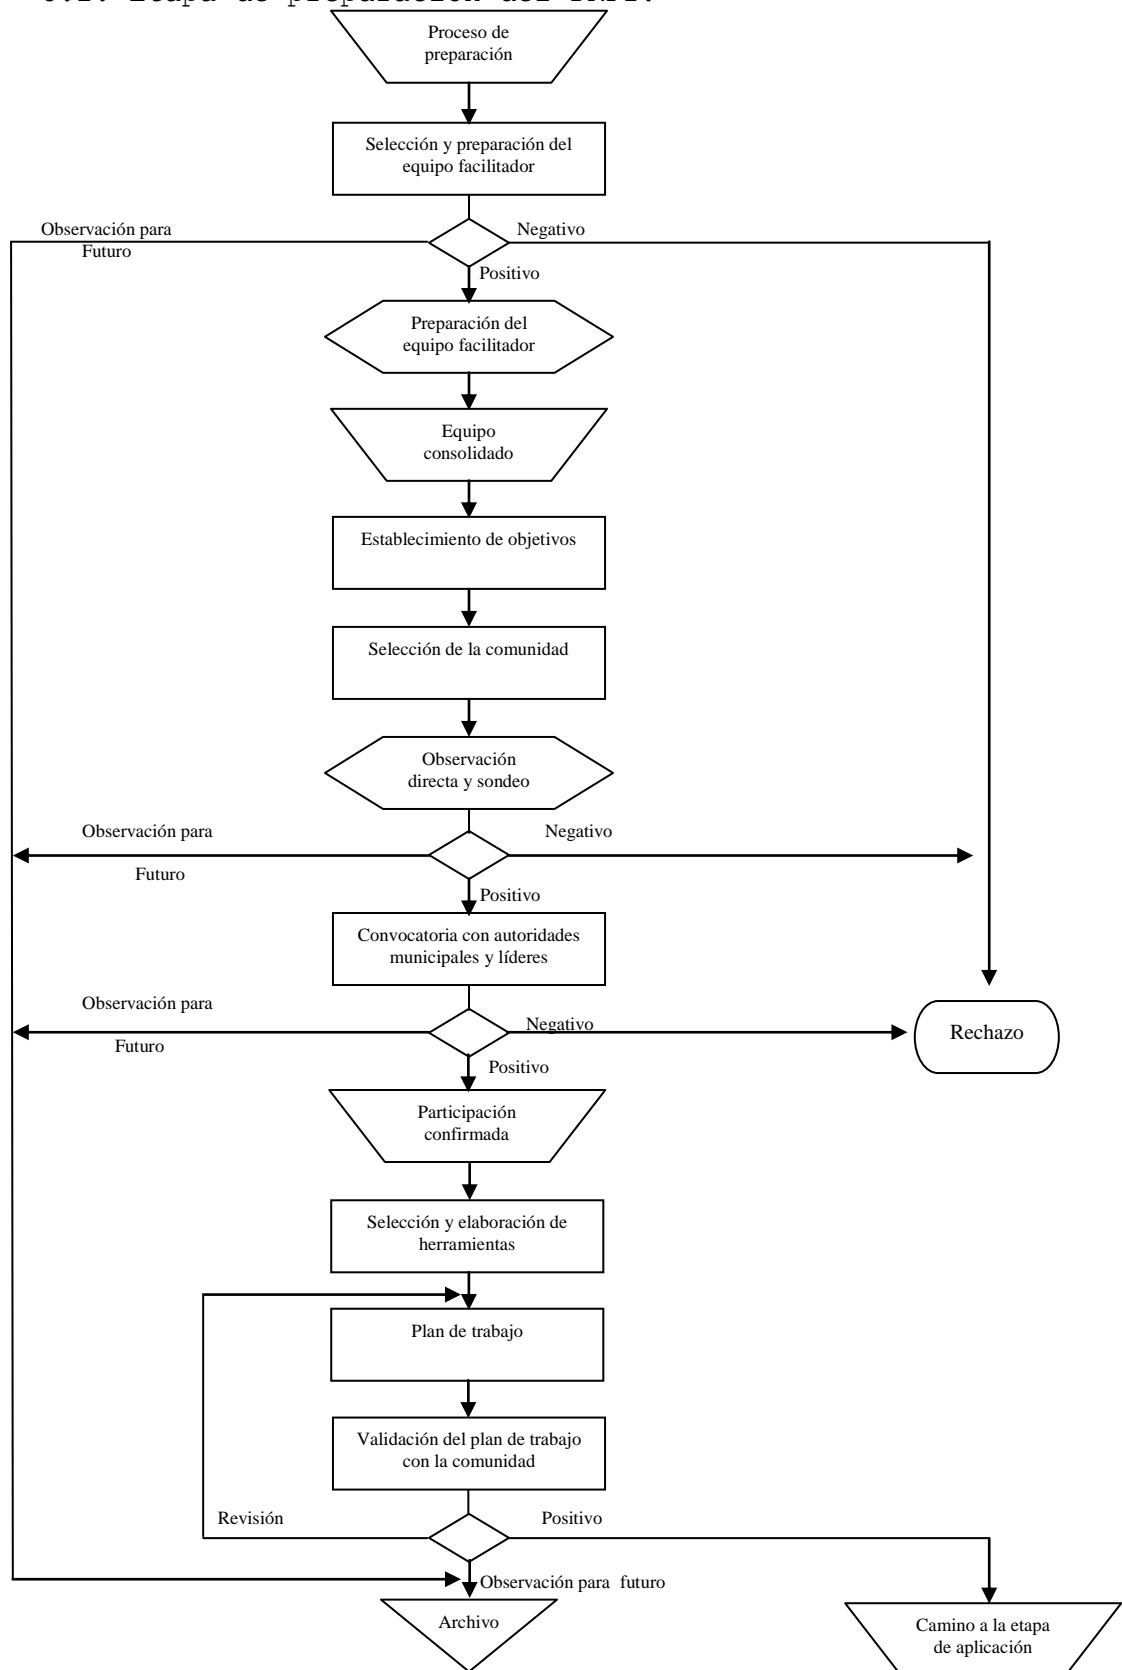 Proceso de
preparación
Selección y preparación del
equipo facilitador
Observación para
Futuro
Negativo
Positivo
Preparación del
equipo facilitador
Equipo
consolidado
Establecimiento de objetivos
Selección de la comunidad
Observación
directa y sondeo
Observación para
Futuro
Negativo
Positivo
Convocatoria con autoridades
municipales y líderes
Observación para
Futuro
Negativo
Rechazo
Positivo
Participación
confirmada
Selección y elaboración de
herramientas
Plan de trabajo
Validación del plan de trabajo
con la comunidad
Revisión
Positivo
Observación para futuro
Archivo
Camino a la etapa
de aplicación